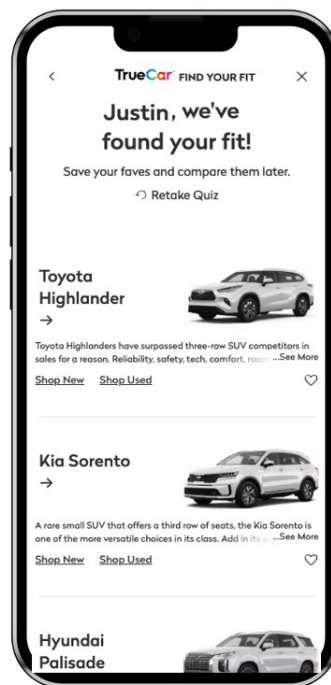 TrueCar FIND YOUR FIT
Justin, we've
found your fit!
Save your faves and compare them later.
Retake Quiz
Toyota
Highlander
Toyota Highlanders have surpassed three-row SUV competitors in
sales for a reason. Reliability, safety, tech, comfort, ...See More
Shop New Shop Used
Kia Sorento
A rare small SUV that offers a third row of seats, the Kia Sorento is
one of the more versatile choices in its class. Add in its ...See More
Shop New Shop Used
Hyundai
Palisade